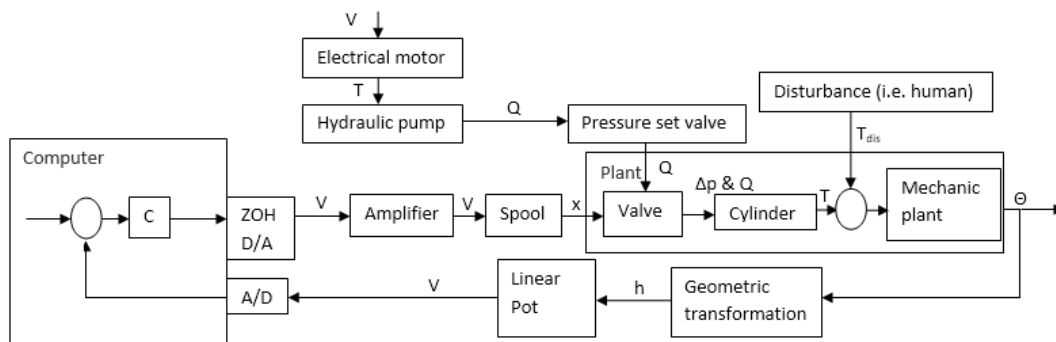 V
Electrical motor
T
Hydraulic pump
Q
Pressure set valve
Disturbance (i.e. human)
T_dis
Q
Computer
C
ZOH
D/A
V
Amplifier
V
Spool
x
Plant
Valve
Δp & Q
Cylinder
T
Mechanic
plant
Θ
A/D
V
Linear
Pot
h
Geometric
transformation